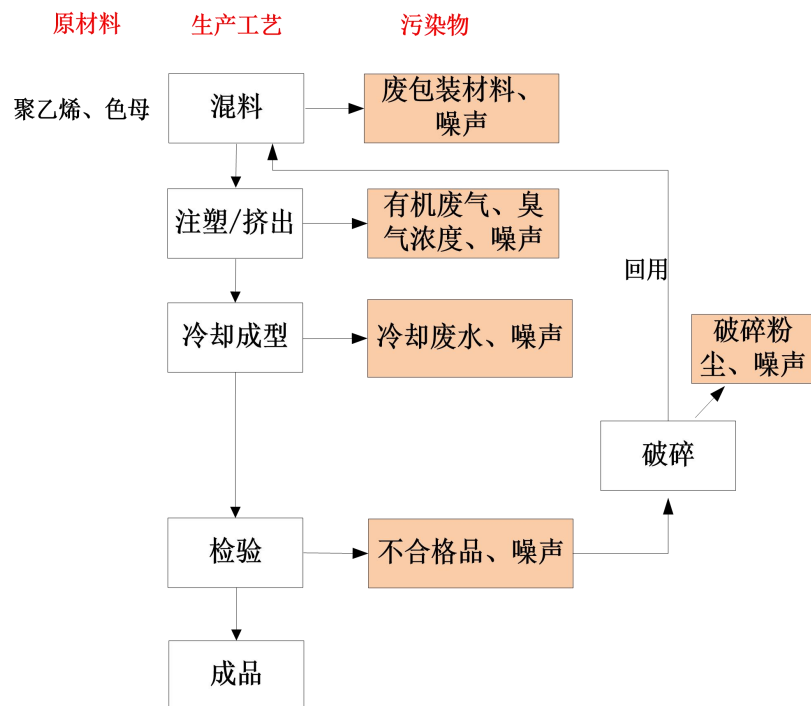 原材料 生产工艺 污染物
聚乙烯、色母 混料 废包装材料、
噪声
注塑/挤出 有机废气、臭
气浓度、噪声
回用
冷却成型 冷却废水、噪声
破碎粉
尘、噪声
破碎
检验 不合格品、噪声
成品